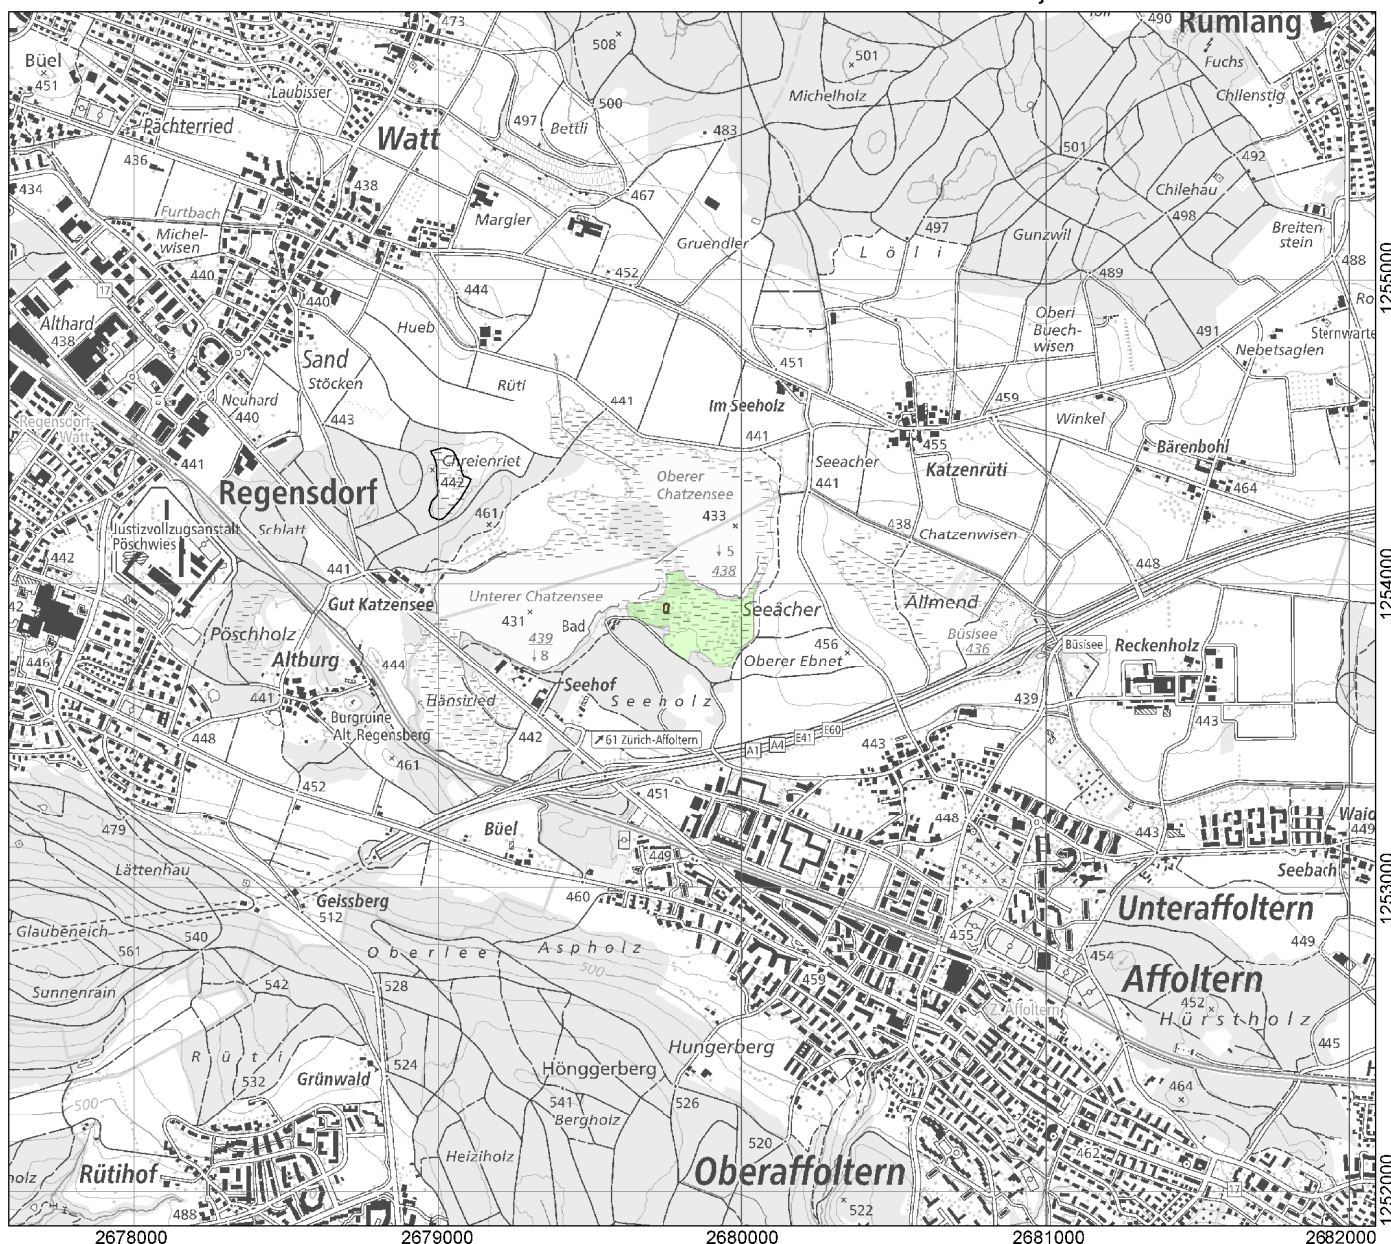 473
508
501
490
Rümlang
Büel
451
Fuchs
Laubisser
Michelholz
Chilenstig
500
497
Bettli
Pächterried
Watt
483
501
492
436
434
438
467
Chilehau
498
Furtbach
Michel-
wisen
Margler
Gruendler
497
Löli
Gunzwil
Breiten-
stein
440
452
489
488
17
444
440
Althard
438
Hueb
Oberi
Buech-
wisen
491
Sternwarte
Nebetsaglen
Sand
Stöcken
451
Rüti
Neuhard
440
443
441
Im Seeholz
459
Winkel
Regensdorf-
Watt
441
455
Bärenbohl
441
Chreienriet
442
Oberer
Chatzensee
Seeacher
441
Katzenrüti
464
Regensdorf
461
433
438
Chatzenwisen
Justizvollzugsanstalt
Pöschwies
Schlatt
442
441
↓ 5
438
448
Gut Katzensee
Unterer Chatzensee
431
Bad
Seeacher
Allmend
439
↓ 8
456
Büsisee
436
Büsisee
Reckenholz
Pöschholz
Altburg
446
444
Oberer Ebnet
441
Seehof
Hänsiried
Seeholz
439
443
Burgruine
Alt Regensberg
448
442
↗ 61 Zürich-Affoltern
A1
A4
E41
E60
443
461
452
451
448
479
Büel
443
Waid
449
Lättenhau
449
Seebach
Geissberg
512
460
Unteraffoltern
Glaubeneich
540
561
Oberleer
Aspholz
455
449
500
454
Affoltern
Sunnenrain
542
528
459
452
Z. Affoltern
Hürstholz
Rüti
Hungerberg
445
524
532
Grünwald
Hönggerberg
464
500
541
Bergholz
526
520
462
Heiziholz
Rütihof
Oberaffoltern
17
488
522
2678000
2679000
2680000
2681000
2682000
1255000
1254000
1253000
1252000